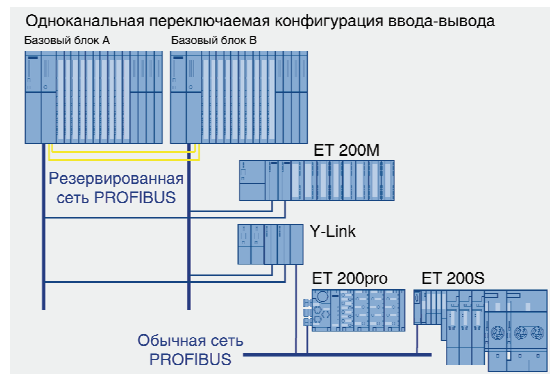 Одноканальная переключаемая конфигурация ввода-вывода
Базовый блок A
Базовый блок B
ET 200M
Резервированная
сеть PROFIBUS
Y-Link
ET 200pro
ET 200S
Обычная сеть
PROFIBUS